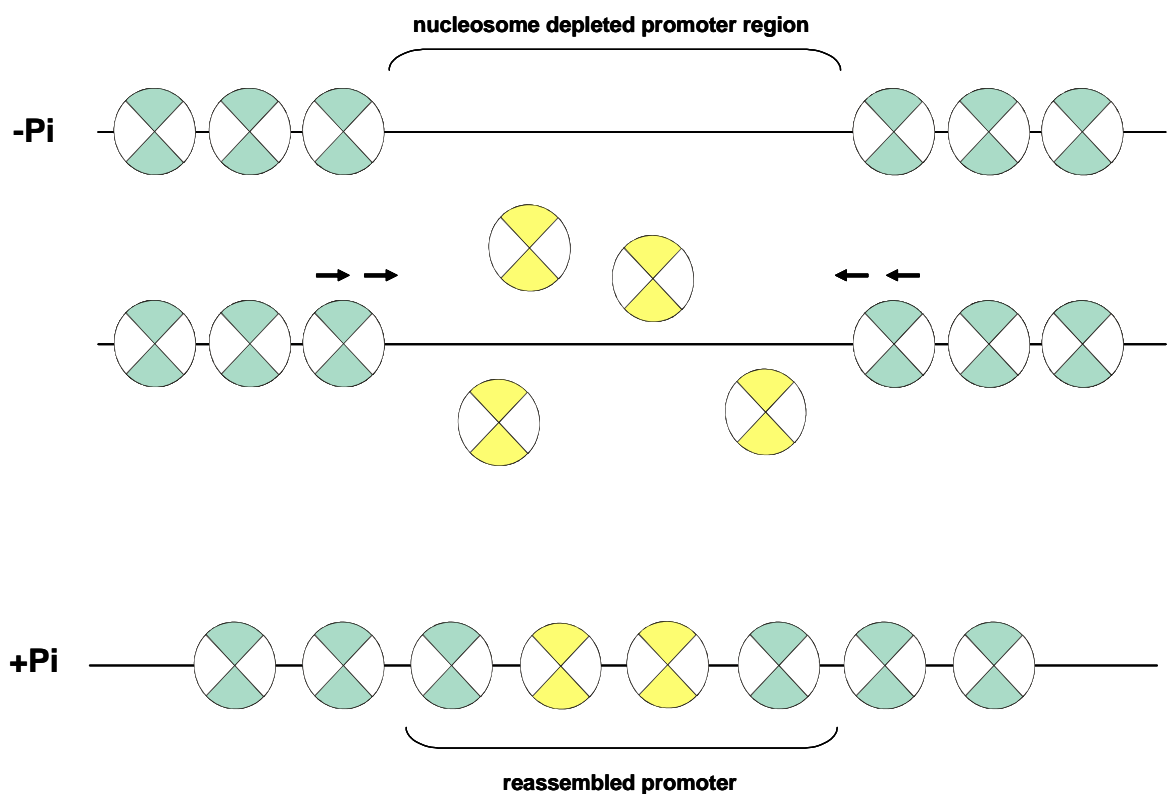 nucleosome depleted promoter region
-Pi
+Pi
reassembled promoter